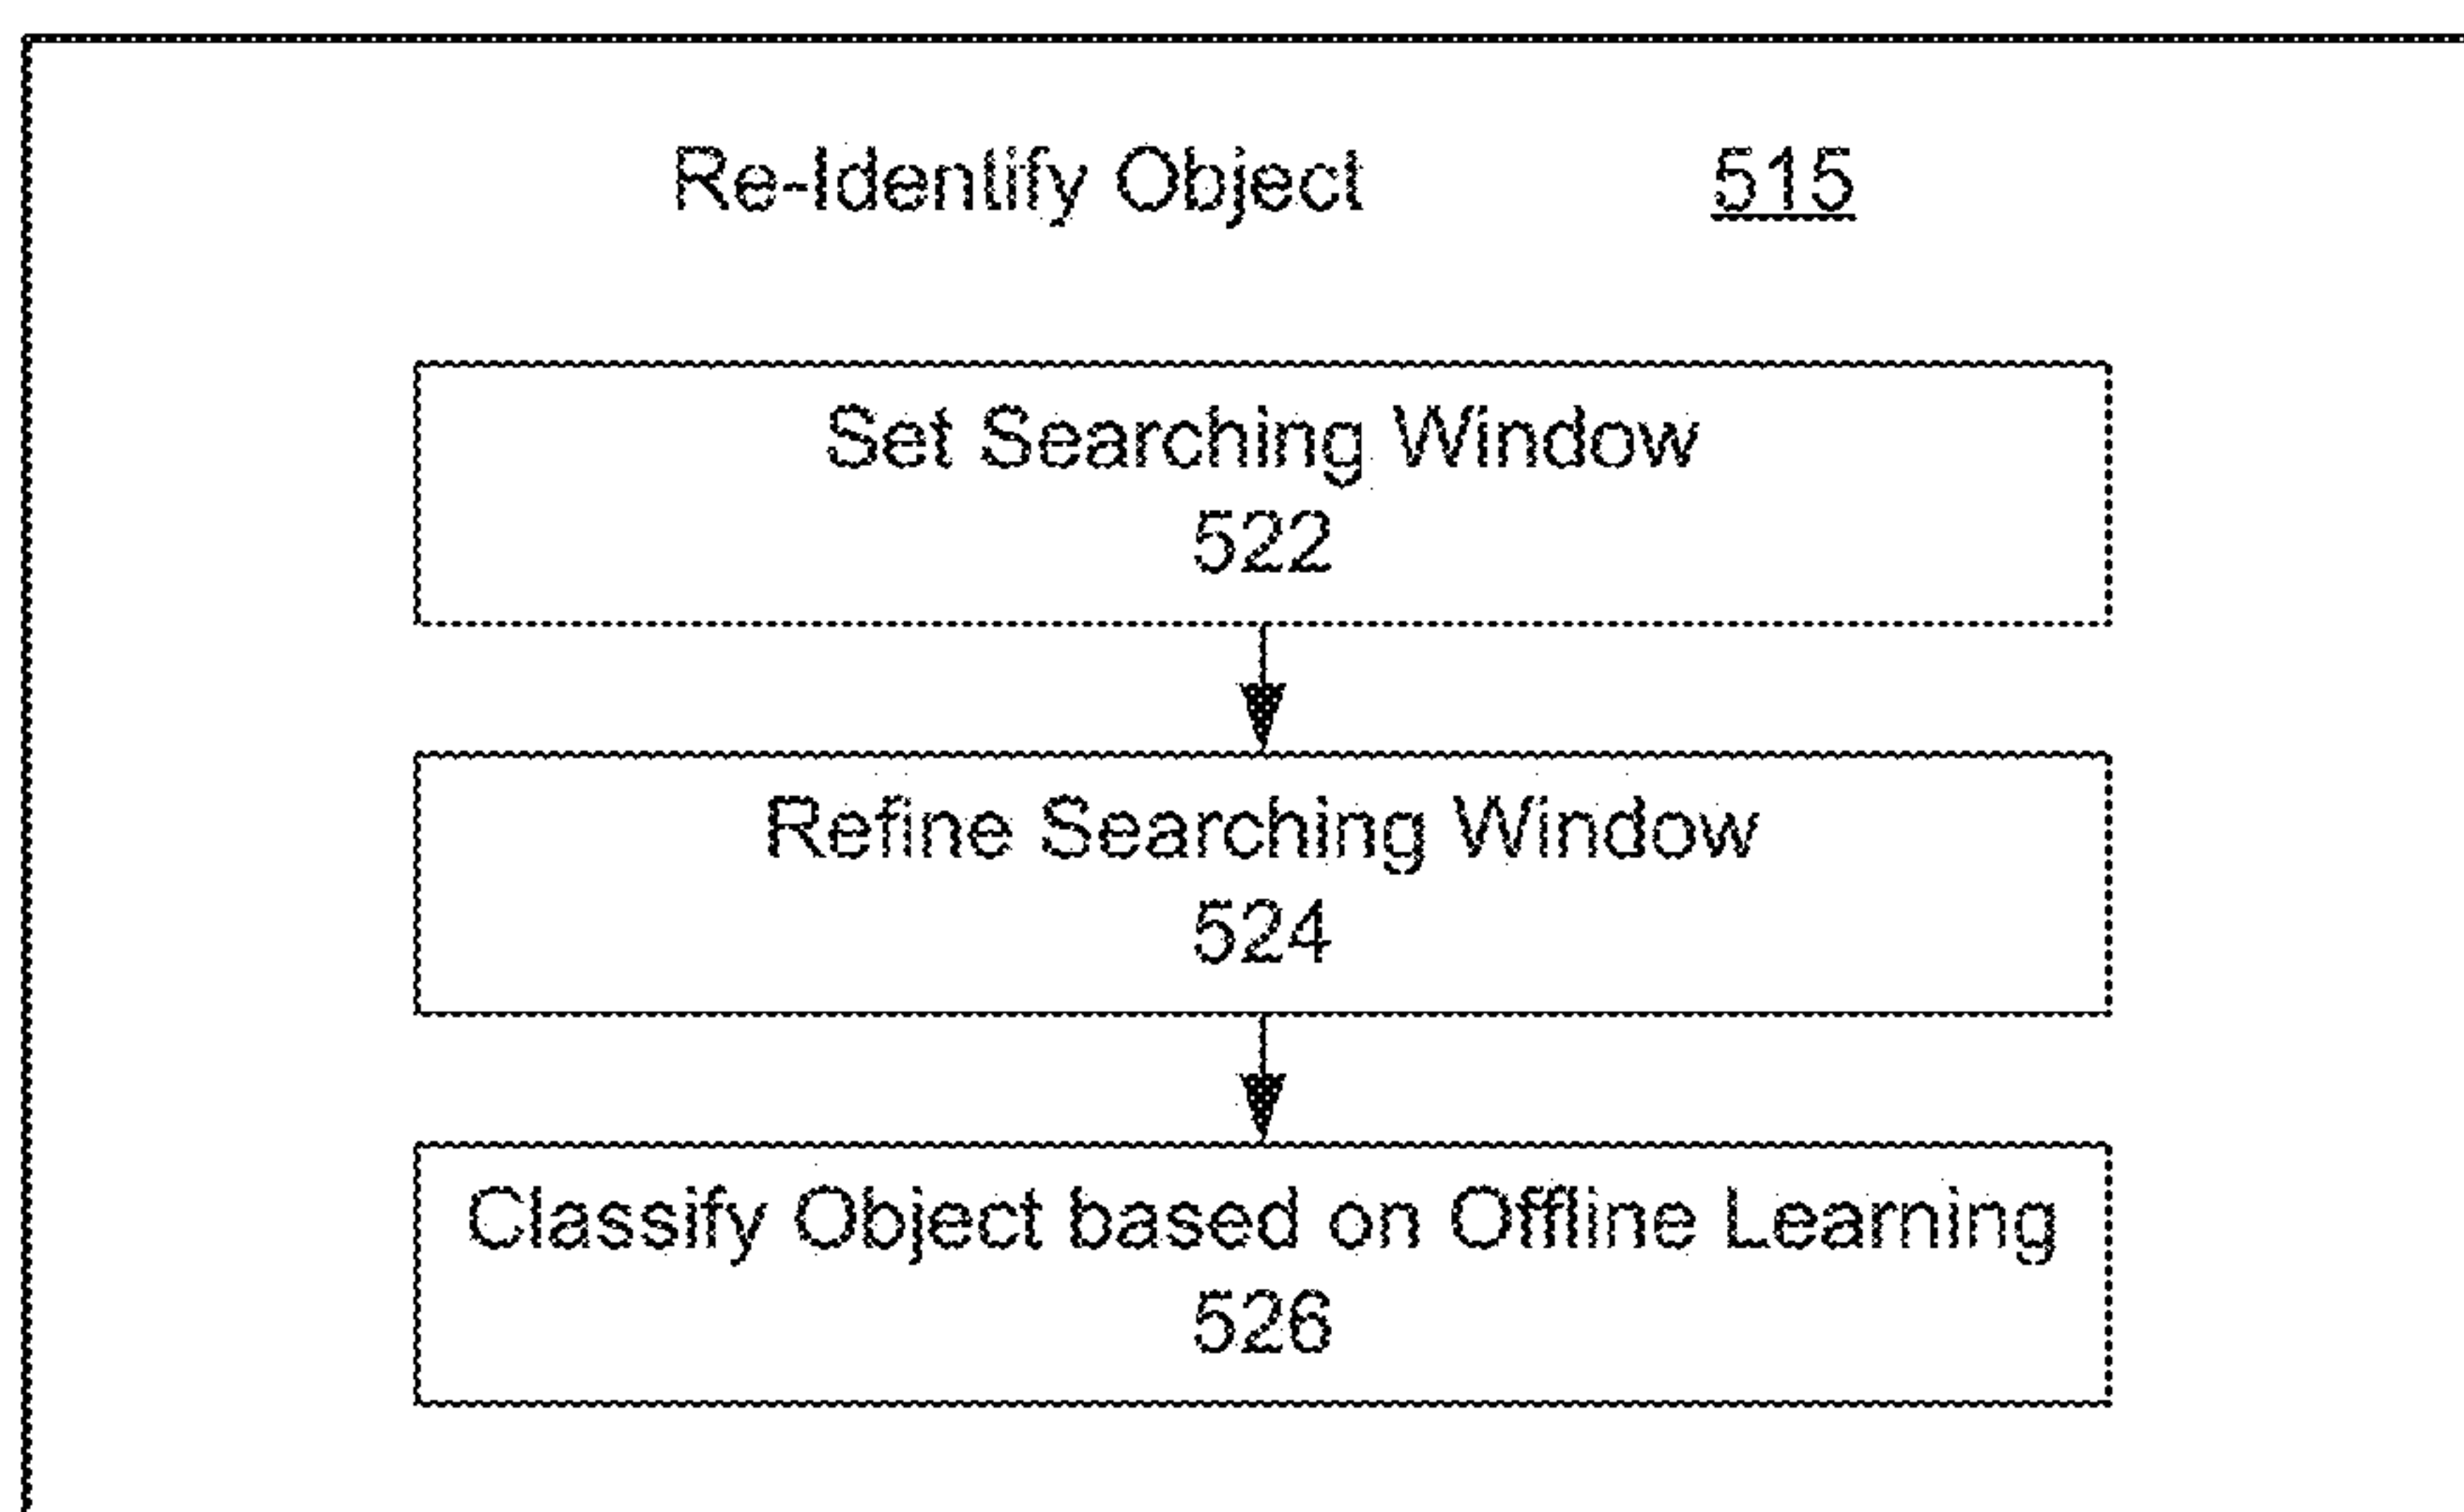 Re-Identify Object 515
Set Searching Window
522
Refine Searching Window
524
Classify Object based on Offline Learning
526